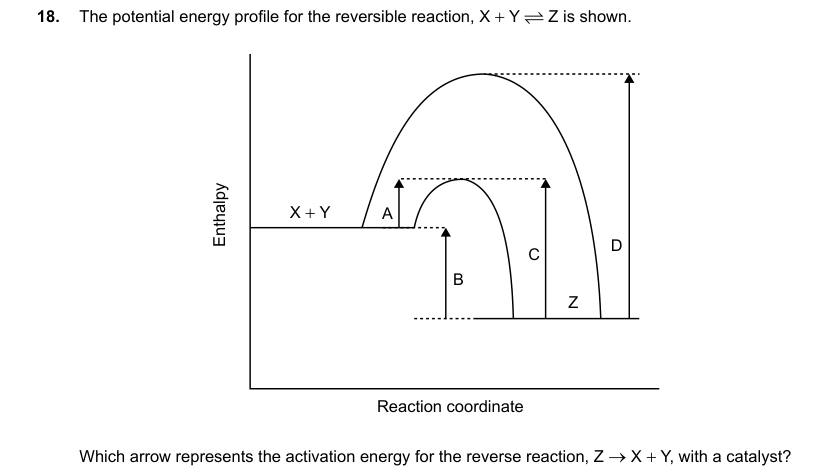 18. The potential energy profile for the reversible reaction, X + Y ⇌ Z is shown.
Enthalpy
X + Y
A
B
C
D
Z
Reaction coordinate
Which arrow represents the activation energy for the reverse reaction, Z → X + Y, with a catalyst?